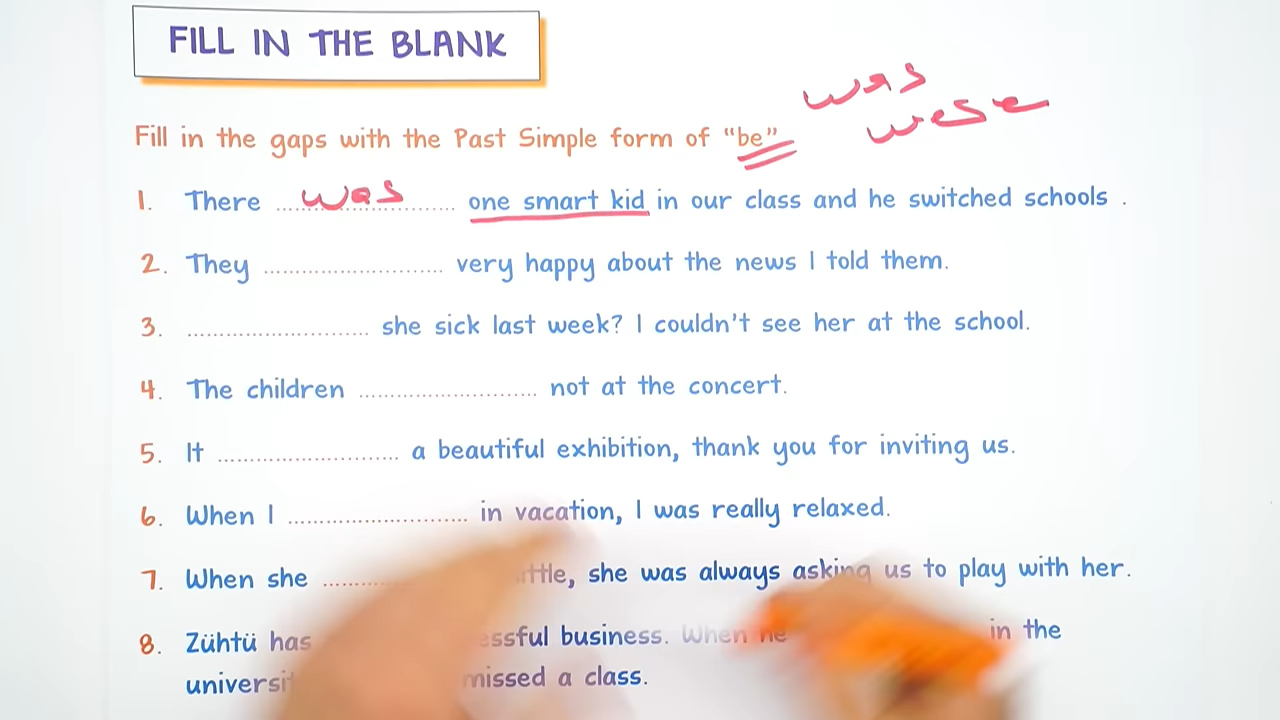 FILL IN THE BLANK
was
were
Fill in the gaps with the Past Simple form of “be”
1. There was one smart kid in our class and he switched schools .
2. They .......................... very happy about the news I told them.
3. .......................... she sick last week? I couldn't see her at the school.
4. The children .......................... not at the concert.
5. It .......................... a beautiful exhibition, thank you for inviting us.
6. When I .......................... in vacation, I was really relaxed.
7. When she .......... she was always asking us to play with her.
8. Zühtü has business. When he in the
missed a class.